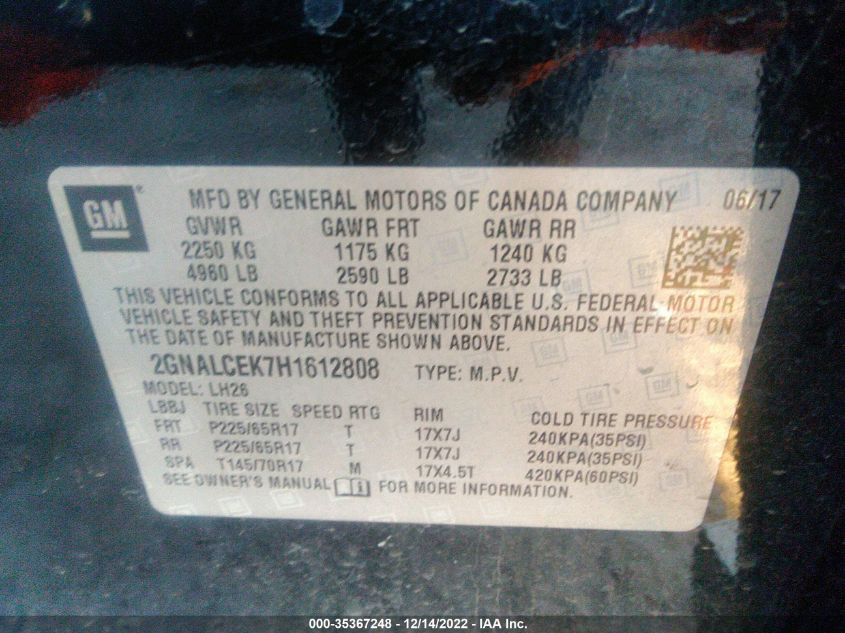 GM ® MFD BY GENERAL MOTORS OF CANADA COMPANY 06/17
GVWR GAWR FRT GAWR RR
2250 KG 1175 KG 1240 KG
4960 LB 2590 LB 2733 LB
THIS VEHICLE CONFORMS TO ALL APPLICABLE U.S. FEDERAL MOTOR
VEHICLE SAFETY AND THEFT PREVENTION STANDARDS IN EFFECT ON
THE DATE OF MANUFACTURE SHOWN ABOVE.
2GNALCEK7H1612808 TYPE: M.P.V.
MODEL: LH26
LBBJ TIRE SIZE SPEED RTG RIM COLD TIRE PRESSURE
FRT P225/65R17 T 17X7J 240KPA(35PSI)
RR P225/65R17 T 17X7J 240KPA(35PSI)
SPA T145/70R17 M 17X4.5T 420KPA(60PSI)
SEE OWNER'S MANUAL FOR MORE INFORMATION.
000-35367248 - 12/14/2022 - IAA Inc.